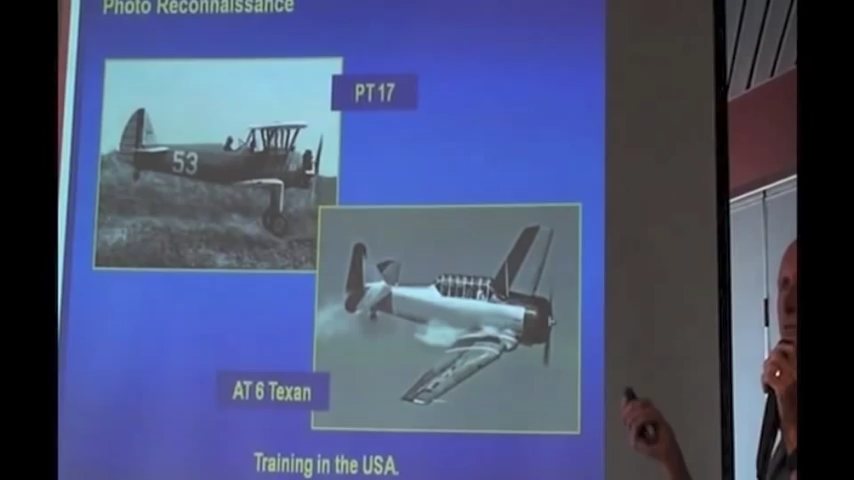 Photo Reconnaissance
PT 17
53
AT 6 Texan
Training in the USA.